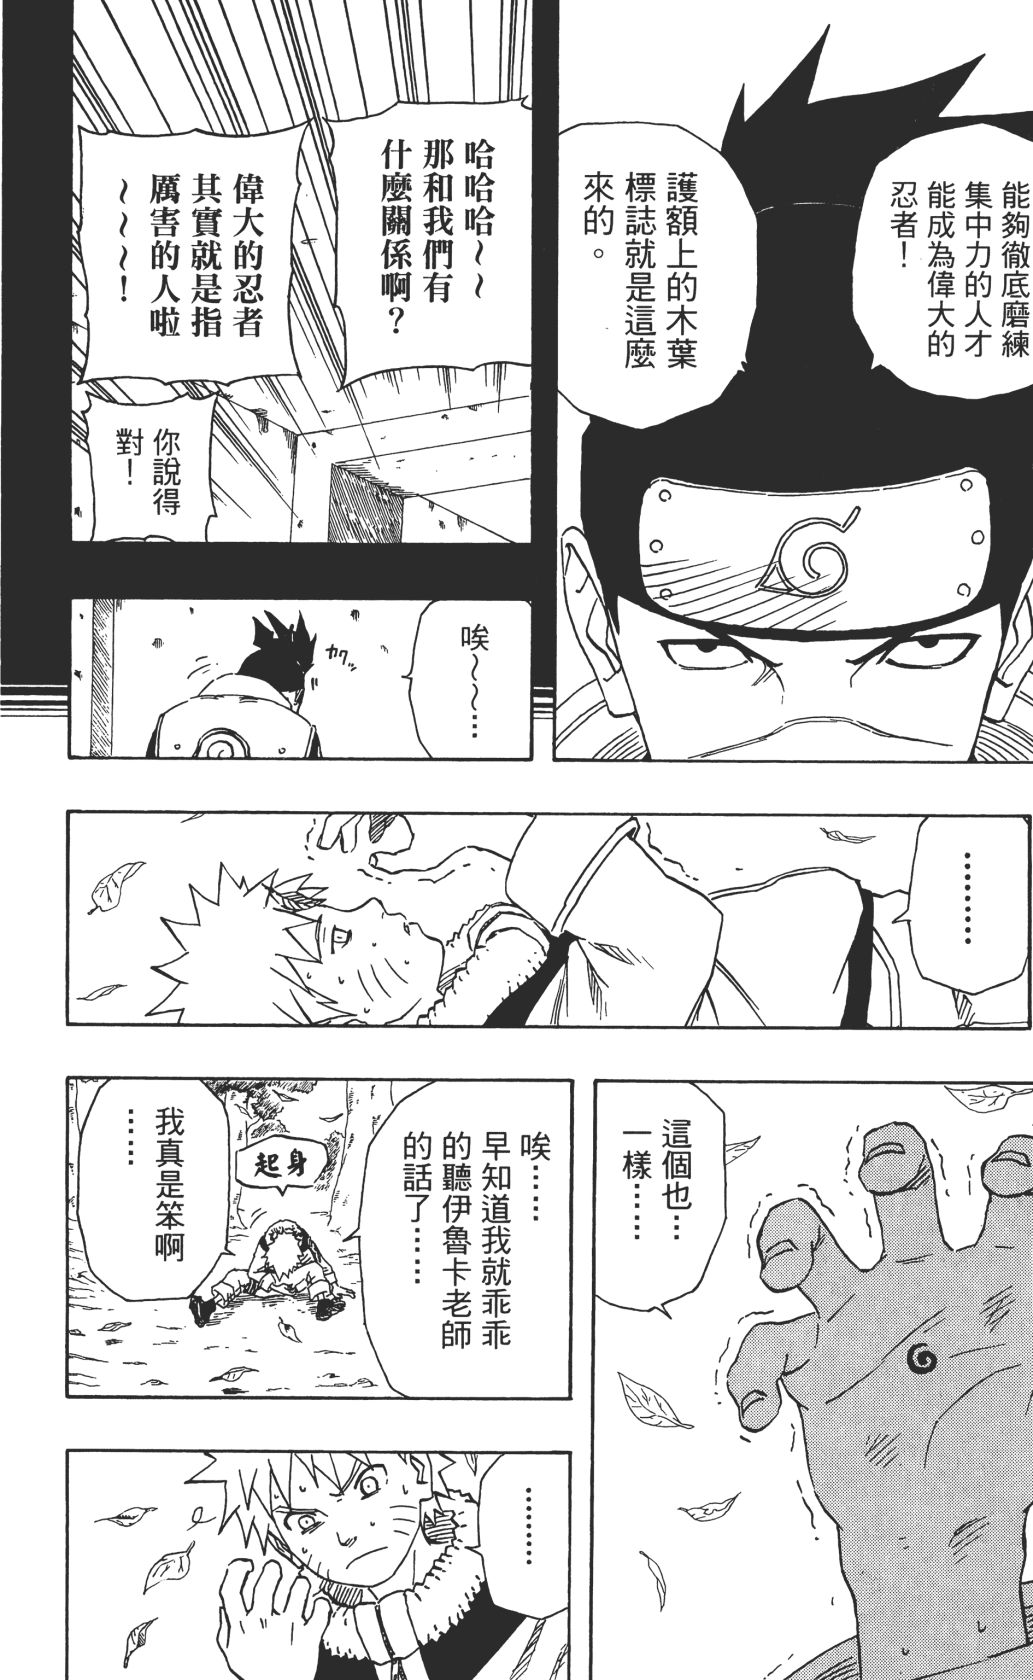 能夠徹底磨練
集中力的人才
能成為偉大的
忍者！
護額上的木葉
標誌就是這麼
來的。
哈哈哈～～
那和我們有
什麼關係啊？
偉大的忍者
其實就是指
厲害的人啦
～～～～！
你說得
對！
唉～～～…
カクッ
………
這個也…
一樣……
唉……
早知道我就乖乖
的聽伊魯卡老師
的話了……
起身
我真是笨啊
……
………